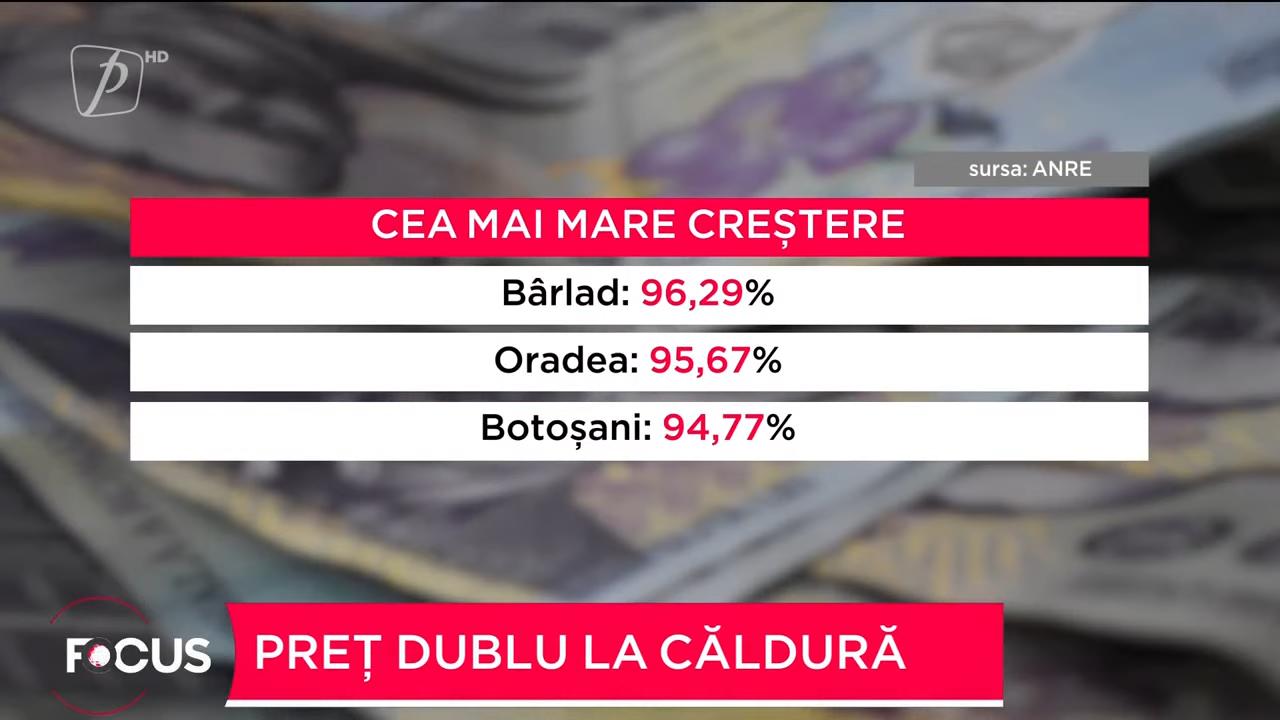 p HD
sursa: ANRE
CEA MAI MARE CREȘTERE
Bârlad: 96,29%
Oradea: 95,67%
Botoșani: 94,77%
FOCUS
PREȚ DUBLU LA CĂLDURĂ